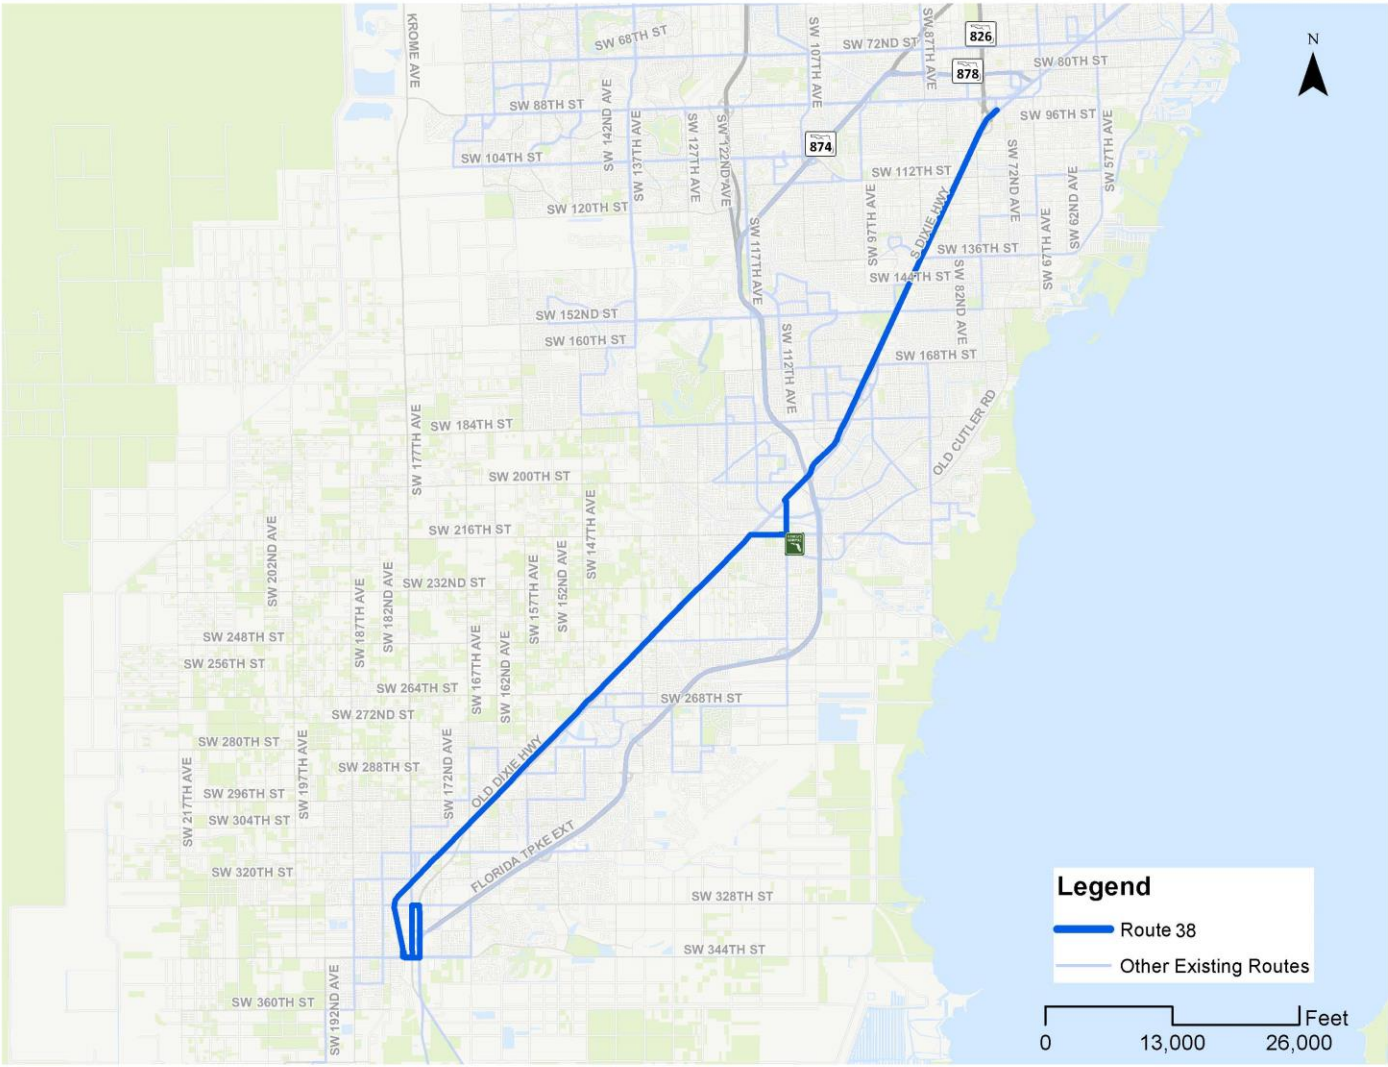 KROME AVE
SW 68TH ST
SW 107TH AVE
SW 72ND ST
SW 87TH AVE
826
878
SW 80TH ST
N
SW 88TH ST
SW 142ND AVE
SW 137TH AVE
SW 127TH AVE
SW 122ND AVE
874
SW 96TH ST
SW 57TH AVE
SW 104TH ST
SW 112TH ST
SW 72ND AVE
SW 62ND AVE
SW 97TH AVE
S DIXIE HWY
SW 120TH ST
SW 67TH AVE
SW 117TH AVE
SW 136TH ST
SW 144TH ST
SW 82ND AVE
SW 152ND ST
SW 160TH ST
SW 112TH AVE
SW 168TH ST
OLD CUTLER RD
SW 177TH AVE
SW 184TH ST
SW 200TH ST
SW 147TH AVE
SW 202ND AVE
SW 216TH ST
SW 157TH AVE
SW 152ND AVE
SW 187TH AVE
SW 182ND AVE
SW 232ND ST
SW 167TH AVE
SW 162ND AVE
SW 248TH ST
SW 256TH ST
SW 264TH ST
SW 268TH ST
SW 272ND ST
SW 280TH ST
SW 197TH AVE
SW 172ND AVE
OLD DIXIE HWY
SW 217TH AVE
SW 288TH ST
SW 296TH ST
SW 304TH ST
FLORIDA TPKE EXT
SW 320TH ST
SW 328TH ST
SW 344TH ST
SW 192ND AVE
SW 360TH ST
Legend
Route 38
Other Existing Routes
Feet
0 13,000 26,000